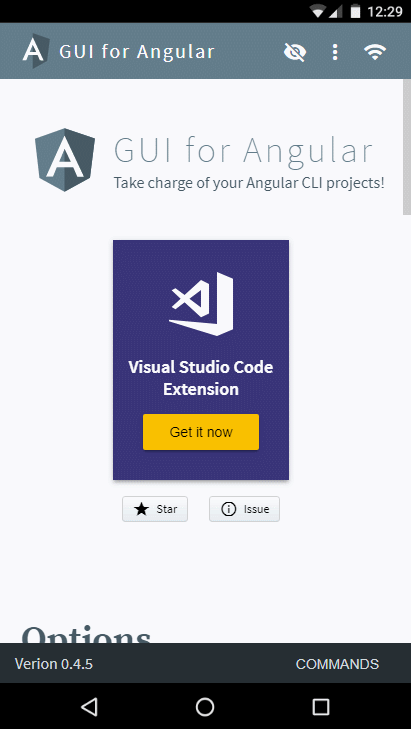 12:29
GUI for Angular
GUI for Angular
Take charge of your Angular CLI projects!
Visual Studio Code
Extension
Get it now
Star
Issue
Options
Verion 0.4.5
COMMANDS